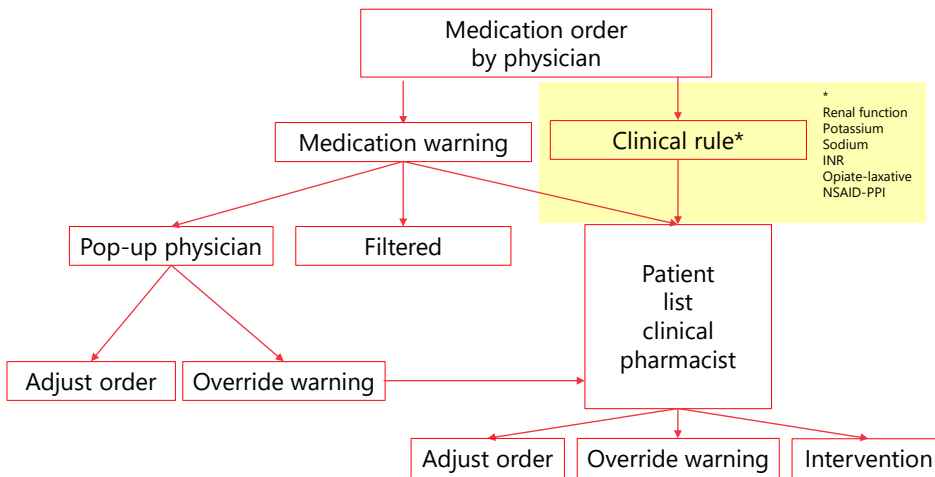 Medication order
by physician
*
Renal function
Potassium
Sodium
INR
Opiate-laxative
NSAID-PPI
Medication warning
Clinical rule*
Pop-up physician
Filtered
Patient
list
clinical
pharmacist
Adjust order
Override warning
Adjust order
Override warning
Intervention